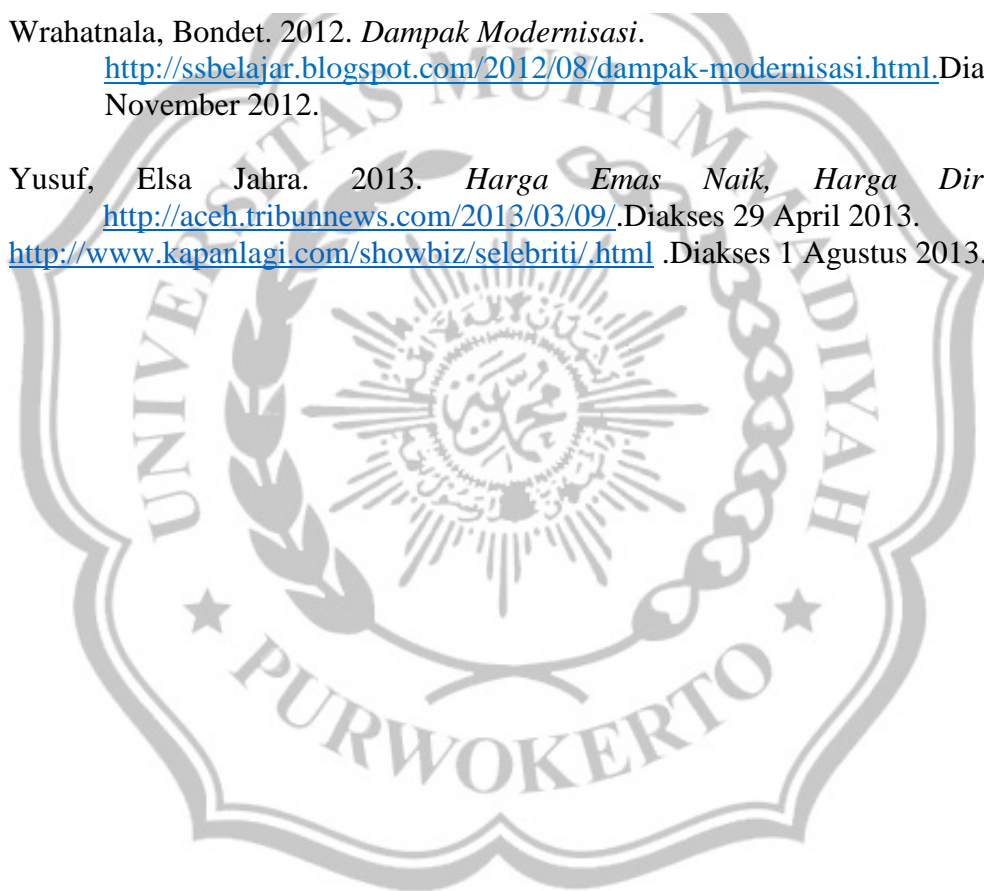 Wrahatnala, Bondet. 2012. Dampak Modernisasi.
http://ssbelajar.blogspot.com/2012/08/dampak-modernisasi.html.Dia
November 2012.
Yusuf, Elsa Jahra. 2013. Harga Emas Naik, Harga Dir
http://aceh.tribunnews.com/2013/03/09/.Diakses 29 April 2013.
http://www.kapanlagi.com/showbiz/selebriti/.html .Diakses 1 Agustus 2013.
UNIVERSITAS MUHAMMADIYAH
PURWOKERTO
محمد